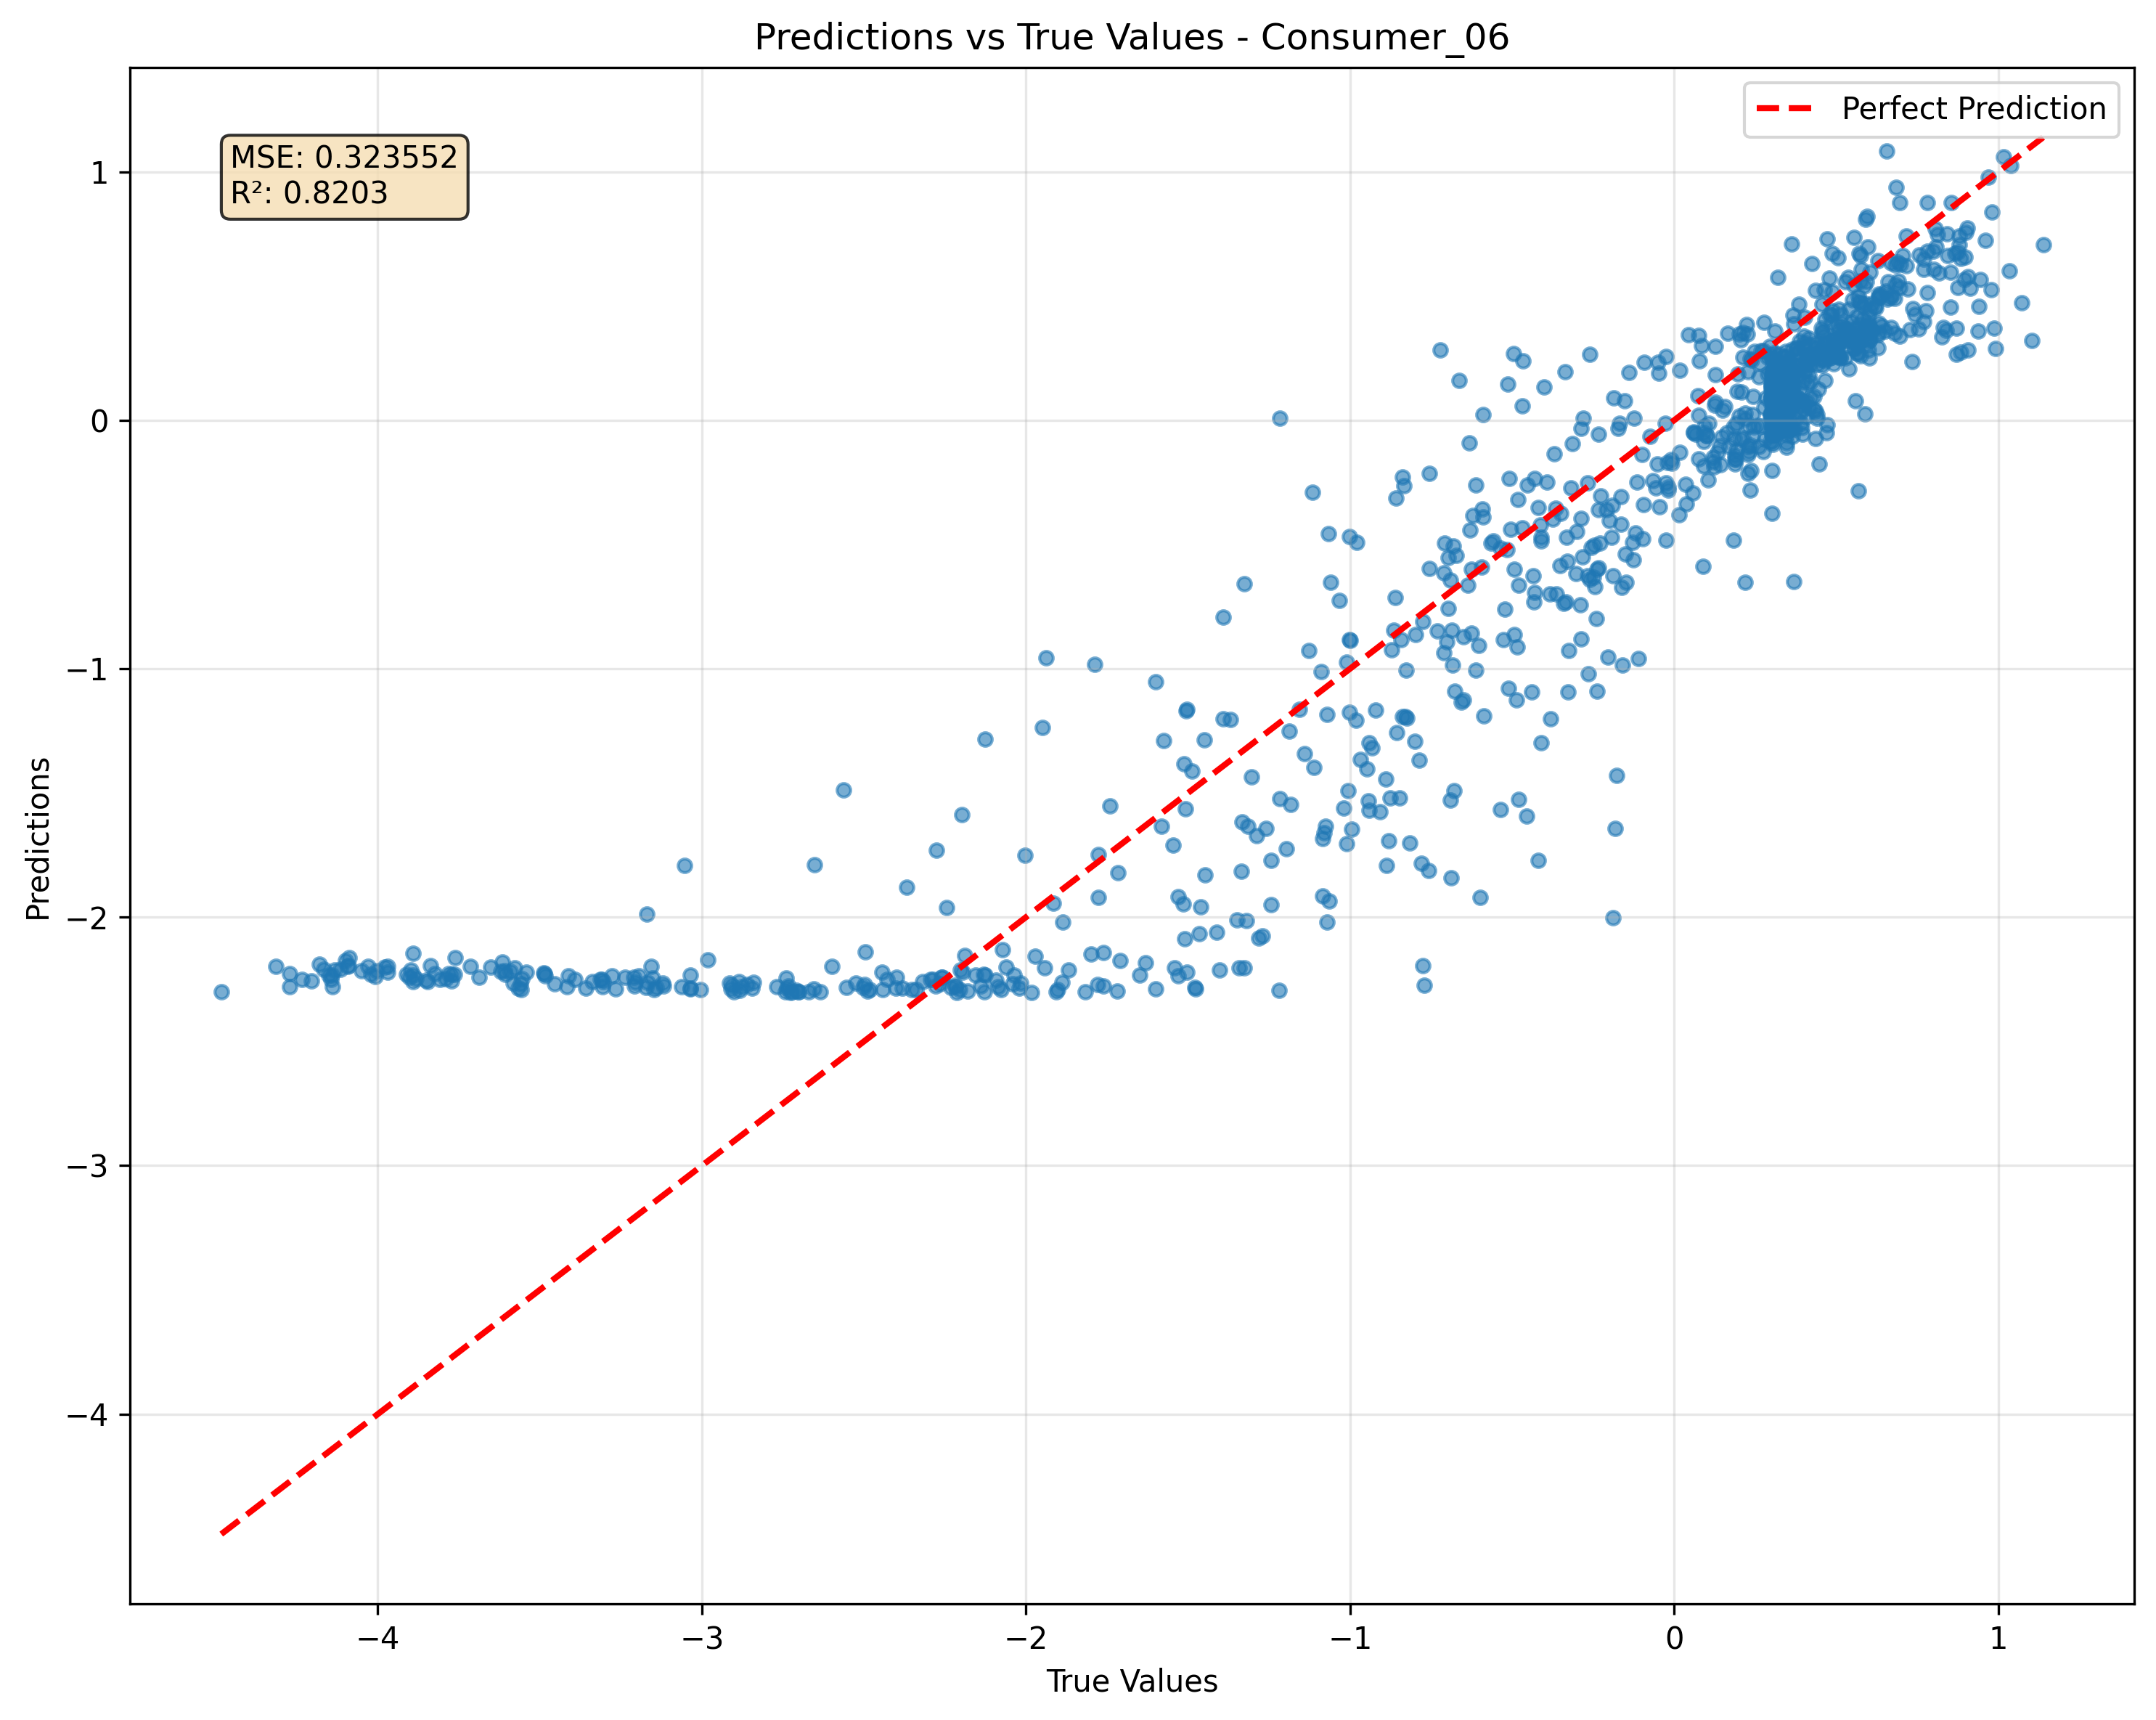 Predictions vs True Values - Consumer_06
Perfect Prediction
MSE: 0.323552
R²: 0.8203
1
0
−1
−2
−3
−4
Predictions
−4
−3
−2
−1
0
1
True Values